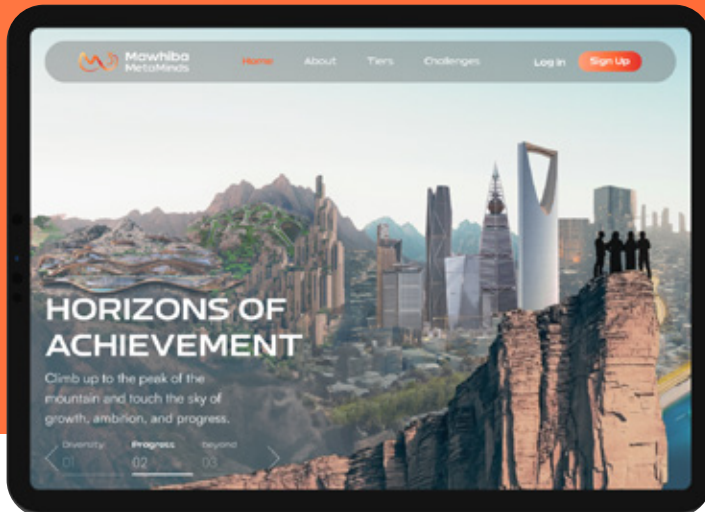 Mawhiba
MetaMinds
Home
About
Tiers
Challenges
Log In
Sign Up
HORIZONS OF
ACHIEVEMENT
Climb up to the peak of the
mountain and touch the sky of
growth, ambition, and progress.
Diversity
Progress
beyond
01
02
03